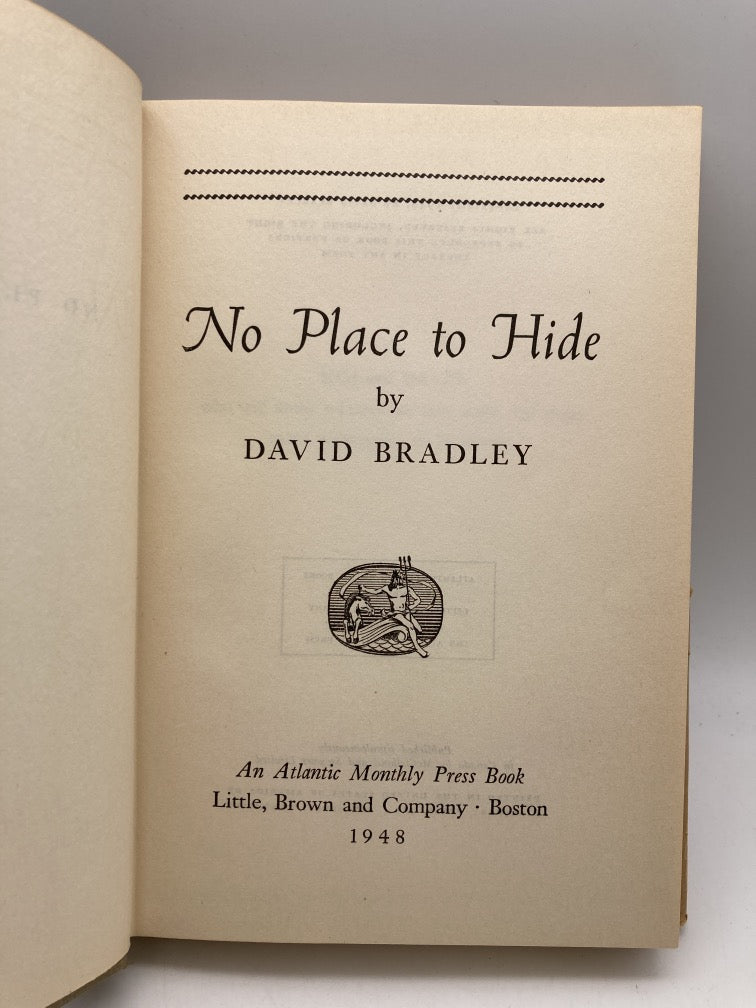 No Place to Hide
by
DAVID BRADLEY
An Atlantic Monthly Press Book
Little, Brown and Company · Boston
1948